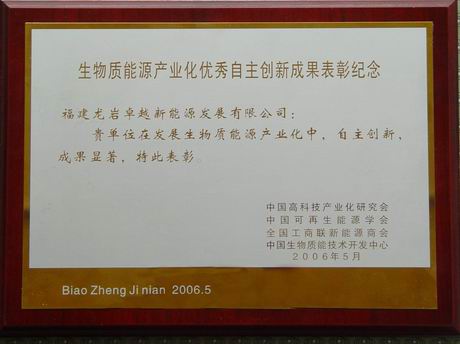 生物质能源产业化优秀自主创新成果表彰纪念
福建龙岩卓越新能源发展有限公司：
贵单位在发展生物质能源产业化中，自主创新，
成果显著，特此表彰。
中国高科技产业化研究会
中国可再生能源学会
全国工商联新能源商会
中国生物质能技术开发中心
2006年5月
Biao Zheng Ji nian 2006.5